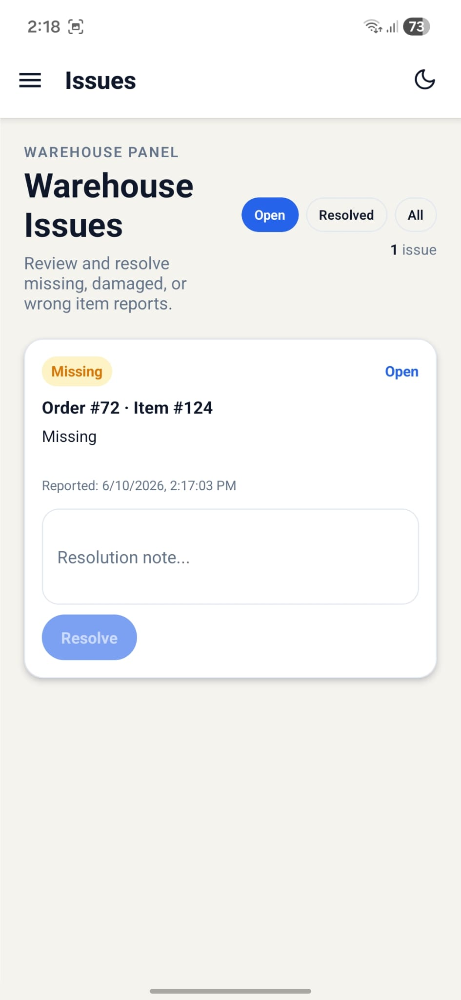 2:18
73
Issues
WAREHOUSE PANEL
Warehouse
Issues
Review and resolve
missing, damaged, or
wrong item reports.
Open
Resolved
All
1 issue
Missing
Open
Order #72 · Item #124
Missing
Reported: 6/10/2026, 2:17:03 PM
Resolution note...
Resolve